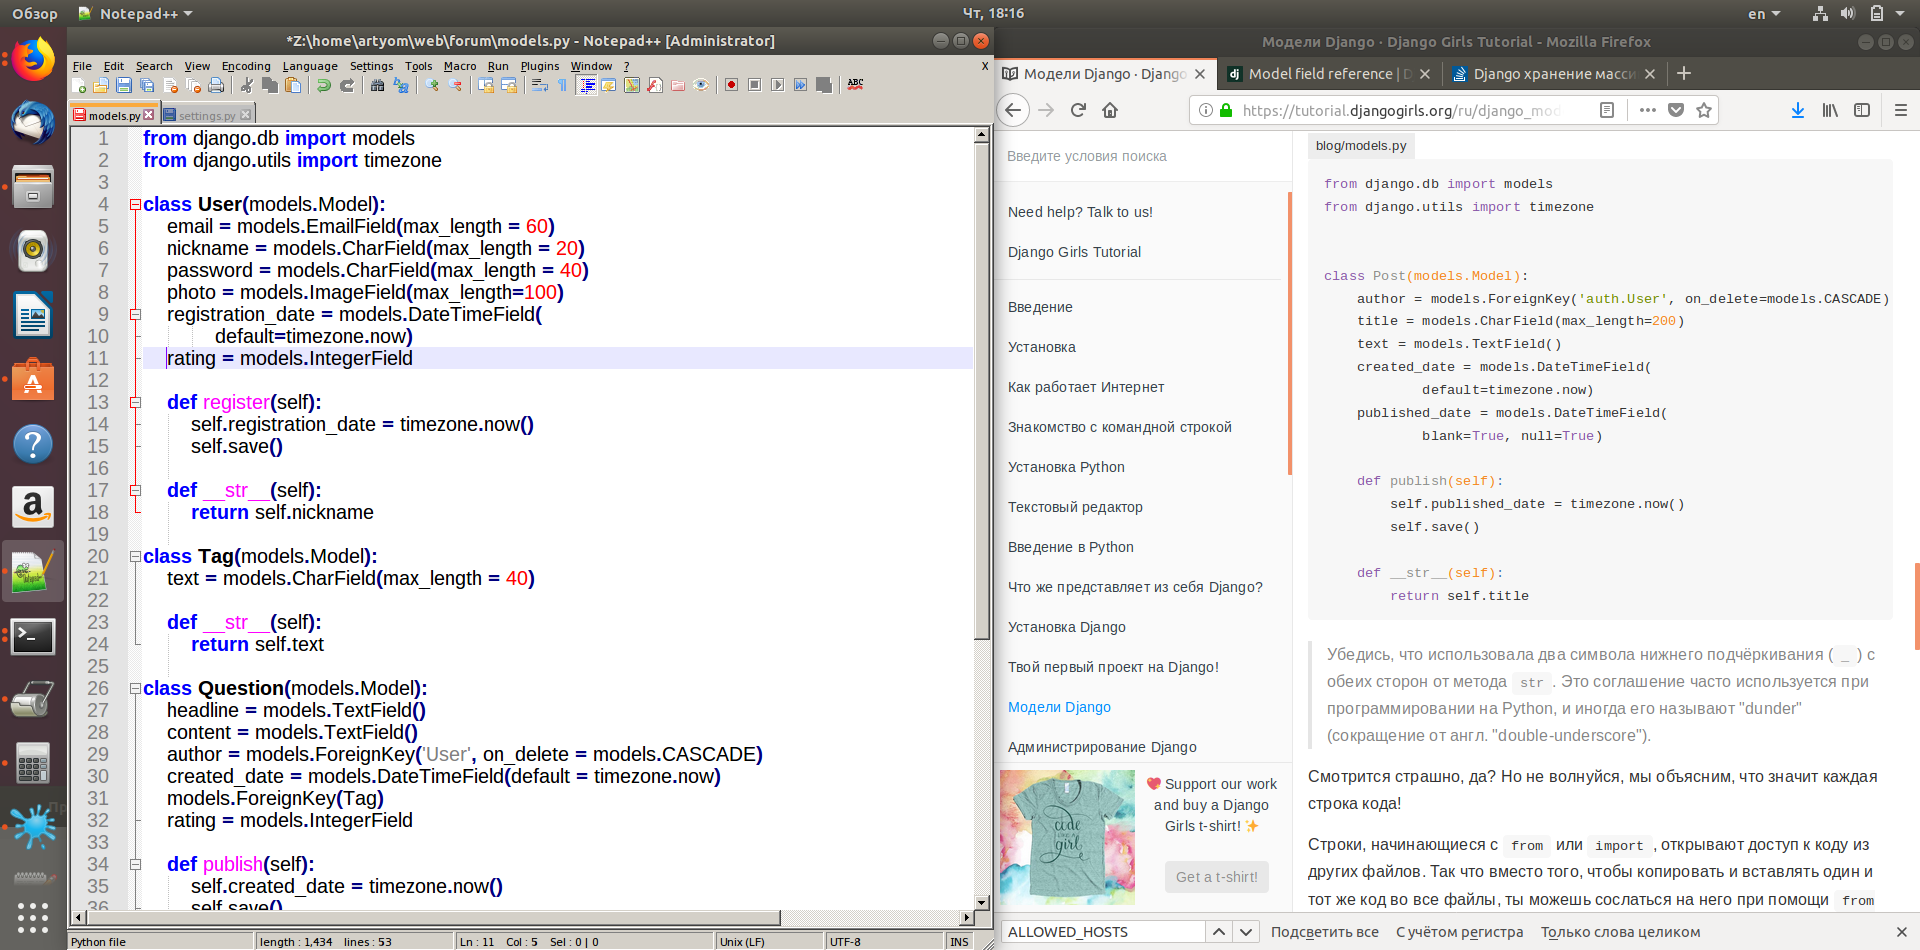 Обзор
Notepad++
Чт, 18:16
en
*Z:\home\artyom\web\forum\models.py - Notepad++ [Administrator]
File Edit Search View Encoding Language Settings Tools Macro Run Plugins Window ? X
models.py
settings.py
1 from django.db import models
2 from django.utils import timezone
3
4 class User(models.Model):
5 email = models.EmailField(max_length = 60)
6 nickname = models.CharField(max_length = 20)
7 password = models.CharField(max_length = 40)
8 photo = models.ImageField(max_length=100)
9 registration_date = models.DateTimeField(
10 default=timezone.now)
11 rating = models.IntegerField
12
13 def register(self):
14 self.registration_date = timezone.now()
15 self.save()
16
17 def __str__(self):
18 return self.nickname
19
20 class Tag(models.Model):
21 text = models.CharField(max_length = 40)
22
23 def __str__(self):
24 return self.text
25
26 class Question(models.Model):
27 headline = models.TextField()
28 content = models.TextField()
29 author = models.ForeignKey('User', on_delete = models.CASCADE)
30 created_date = models.DateTimeField(default = timezone.now)
31 models.ForeignKey(Tag)
32 rating = models.IntegerField
33
34 def publish(self):
35 self.created_date = timezone.now()
36 self.save()
Python file
length : 1,434 lines : 53
Ln : 11 Col : 5 Sel : 0 | 0
Unix (LF)
UTF-8
INS
Модели Django · Django Girls Tutorial - Mozilla Firefox
Модели Django · Django
Model field reference | D
Django хранение масси
https://tutorial.djangogirls.org/ru/django_mod
Введите условия поиска
Need help? Talk to us!
Django Girls Tutorial
Введение
Установка
Как работает Интернет
Знакомство с командной строкой
Установка Python
Текстовый редактор
Введение в Python
Что же представляет из себя Django?
Установка Django
Твой первый проект на Django!
Модели Django
Администрирование Django
code
like a
girl
Support our work
and buy a Django
Girls t-shirt!
Get a t-shirt!
blog/models.py
from django.db import models
from django.utils import timezone
class Post(models.Model):
author = models.ForeignKey('auth.User', on_delete=models.CASCADE)
title = models.CharField(max_length=200)
text = models.TextField()
created_date = models.DateTimeField(
default=timezone.now)
published_date = models.DateTimeField(
blank=True, null=True)
def publish(self):
self.published_date = timezone.now()
self.save()
def __str__(self):
return self.title
Убедись, что использовала два символа нижнего подчёркивания ( _ ) с
обеих сторон от метода str . Это соглашение часто используется при
программировании на Python, и иногда его называют "dunder"
(сокращение от англ. "double-underscore").
Смотрится страшно, да? Но не волнуйся, мы объясним, что значит каждая
строка кода!
Строки, начинающиеся с from или import , открывают доступ к коду из
других файлов. Так что вместо того, чтобы копировать и вставлять один и
тот же код во все файлы, ты можешь сослаться на него при помощи from
ALLOWED_HOSTS
Подсветить все
С учётом регистра
Только слова целиком